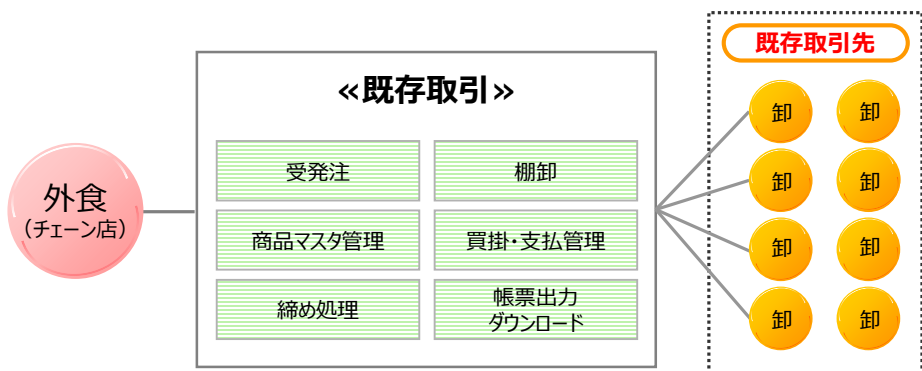 既存取引先
≪既存取引≫
外食
（チェーン店）
受発注
棚卸
商品マスタ管理
買掛・支払管理
締め処理
帳票出力
ダウンロード
卸
卸
卸
卸
卸
卸
卸
卸